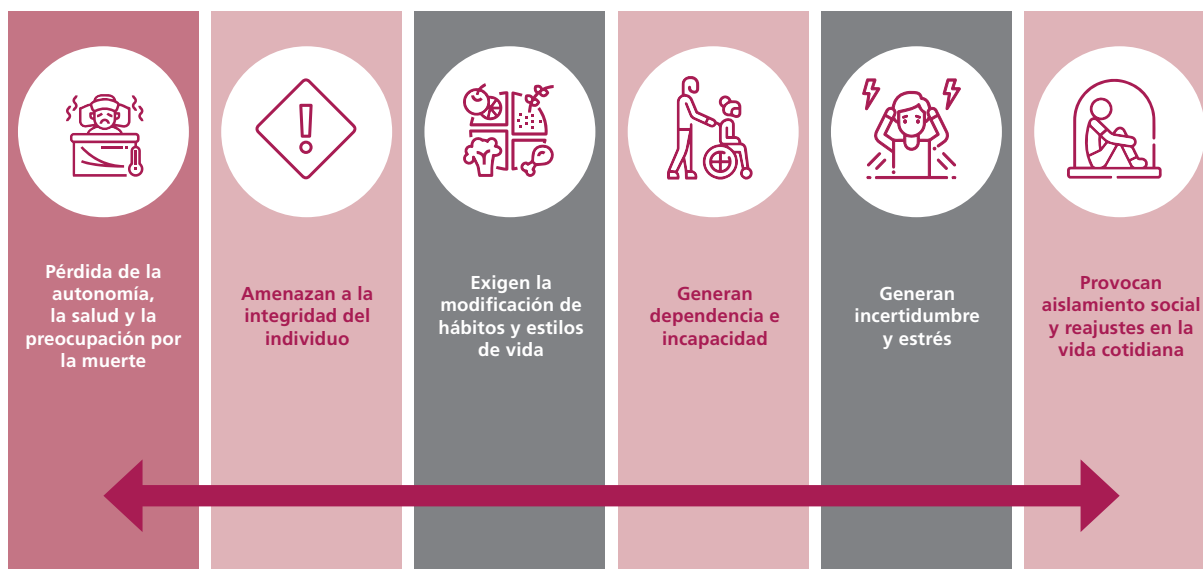 Pérdida de la
autonomía,
la salud y la
preocupación por
la muerte
Amenazan a la
integridad del
individuo
Exigen la
modificación de
hábitos y estilos
de vida
Generan
dependencia e
incapacidad
Generan
incertidumbre
y estrés
Provocan
aislamiento social
y reajustes en la
vida cotidiana